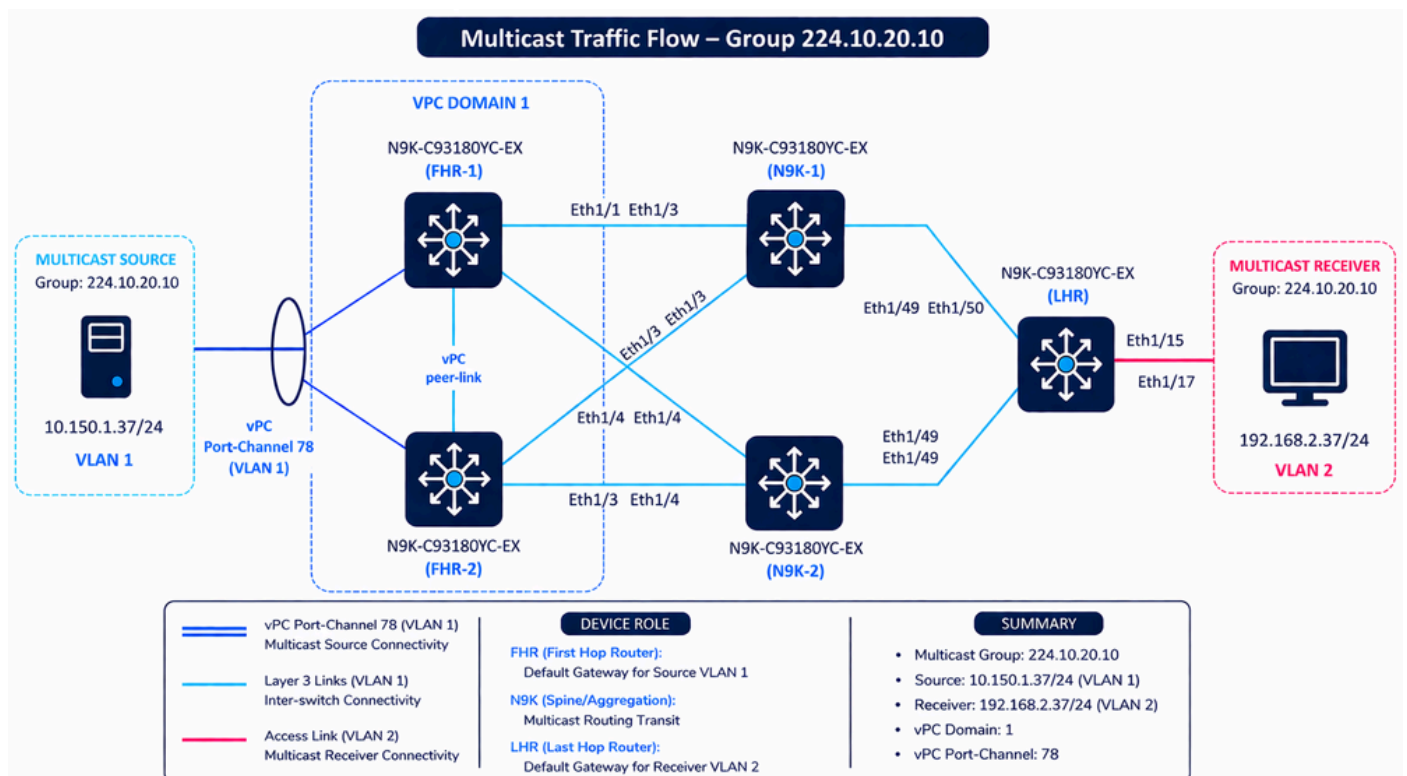 Multicast Traffic Flow – Group 224.10.20.10
VPC DOMAIN 1
N9K-C93180YC-EX
(FHR-1)
N9K-C93180YC-EX
(N9K-1)
Eth1/1 Eth1/3
MULTICAST SOURCE
Group: 224.10.20.10
10.150.1.37/24
VLAN 1
vPC
Port-Channel 78
(VLAN 1)
vPC
peer-link
Eth1/3 Eth1/3
Eth1/4 Eth1/4
Eth1/3 Eth1/4
N9K-C93180YC-EX
(FHR-2)
N9K-C93180YC-EX
(N9K-2)
Eth1/49 Eth1/50
Eth1/49
Eth1/49
N9K-C93180YC-EX
(LHR)
Eth1/15
Eth1/17
MULTICAST RECEIVER
Group: 224.10.20.10
192.168.2.37/24
VLAN 2
vPC Port-Channel 78 (VLAN 1)
Multicast Source Connectivity
Layer 3 Links (VLAN 1)
Inter-switch Connectivity
Access Link (VLAN 2)
Multicast Receiver Connectivity
DEVICE ROLE
FHR (First Hop Router):
Default Gateway for Source VLAN 1
N9K (Spine/Aggregation):
Multicast Routing Transit
LHR (Last Hop Router):
Default Gateway for Receiver VLAN 2
SUMMARY
• Multicast Group: 224.10.20.10
• Source: 10.150.1.37/24 (VLAN 1)
• Receiver: 192.168.2.37/24 (VLAN 2)
• vPC Domain: 1
• vPC Port-Channel: 78